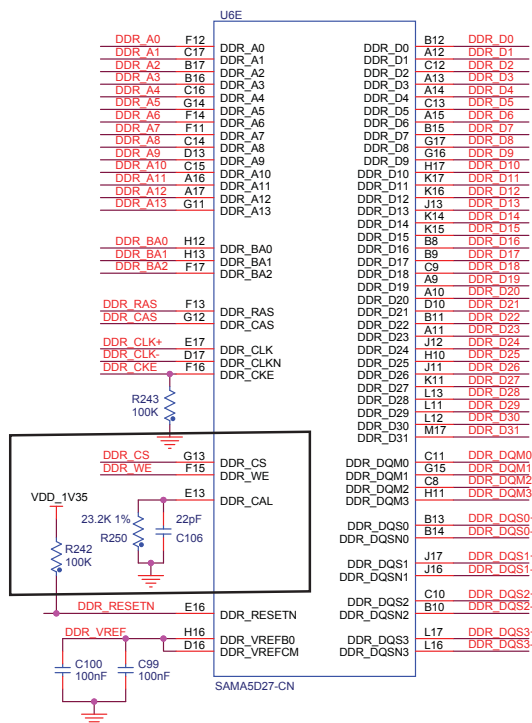 U6E
DDR_A0 F12 DDR_A0 DDR_D0 B12 DDR_D0
DDR_A1 C17 DDR_A1 DDR_D1 A12 DDR_D1
DDR_A2 B17 DDR_A2 DDR_D2 C12 DDR_D2
DDR_A3 B16 DDR_A3 DDR_D3 A13 DDR_D3
DDR_A4 C16 DDR_A4 DDR_D4 A14 DDR_D4
DDR_A5 G14 DDR_A5 DDR_D5 C13 DDR_D5
DDR_A6 F14 DDR_A6 DDR_D6 A15 DDR_D6
DDR_A7 F11 DDR_A7 DDR_D7 B15 DDR_D7
DDR_A8 C14 DDR_A8 DDR_D8 G17 DDR_D8
DDR_A9 D13 DDR_A9 DDR_D9 G16 DDR_D9
DDR_A10 C15 DDR_A10 DDR_D10 H17 DDR_D10
DDR_A11 A16 DDR_A11 DDR_D11 K17 DDR_D11
DDR_A12 A17 DDR_A12 DDR_D12 K16 DDR_D12
DDR_A13 G11 DDR_A13 DDR_D13 J13 DDR_D13
DDR_D14 K14 DDR_D14
DDR_D15 K15 DDR_D15
DDR_BA0 H12 DDR_BA0 DDR_D16 B8 DDR_D16
DDR_BA1 H13 DDR_BA1 DDR_D17 B9 DDR_D17
DDR_BA2 F17 DDR_BA2 DDR_D18 C9 DDR_D18
DDR_D19 A9 DDR_D19
DDR_D20 A10 DDR_D20
DDR_RAS F13 DDR_RAS DDR_D21 D10 DDR_D21
DDR_CAS G12 DDR_CAS DDR_D22 B11 DDR_D22
DDR_D23 A11 DDR_D23
DDR_CLK+ E17 DDR_CLK DDR_D24 J12 DDR_D24
DDR_CLK- D17 DDR_CLKN DDR_D25 H10 DDR_D25
DDR_CKE F16 DDR_CKE DDR_D26 J11 DDR_D26
DDR_D27 K11 DDR_D27
DDR_D28 L13 DDR_D28
R243 DDR_D29 L11 DDR_D29
100K DDR_D30 L12 DDR_D30
DDR_D31 M17 DDR_D31
DDR_CS G13 DDR_CS DDR_DQM0 C11 DDR_DQM0
DDR_WE F15 DDR_WE DDR_DQM1 G15 DDR_DQM1
DDR_DQM2 C8 DDR_DQM2
VDD_1V35 E13 DDR_CAL DDR_DQM3 H11 DDR_DQM3
23.2K 1% 22pF DDR_DQS0 B13 DDR_DQS0+
R250 C106 DDR_DQSN0 B14 DDR_DQS0-
R242 DDR_DQS1 J17 DDR_DQS1+
100K DDR_DQSN1 J16 DDR_DQS1-
DDR_DQS2 C10 DDR_DQS2+
DDR_RESETN E16 DDR_RESETN DDR_DQSN2 B10 DDR_DQS2-
DDR_VREF H16 DDR_VREFB0 DDR_DQS3 L17 DDR_DQS3+
D16 DDR_VREFCM DDR_DQSN3 L16 DDR_DQS3-
C100 C99
100nF 100nF
SAMA5D27-CN